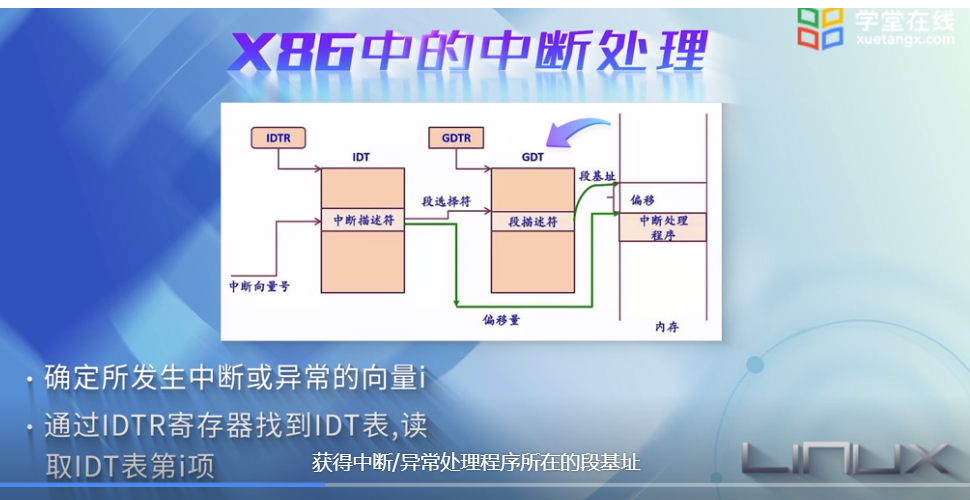 学堂在线
xuetangx.com
X86中的中断处理
IDTR
GDTR
IDT
GDT
段基址
段选择符
偏移
中断描述符
段描述符
中断处理
程序
中断向量号
偏移量
内存
· 确定所发生中断或异常的向量i
· 通过IDTR寄存器找到IDT表,读
取IDT表第i项
获得中断/异常处理程序所在的段基址
LINUX